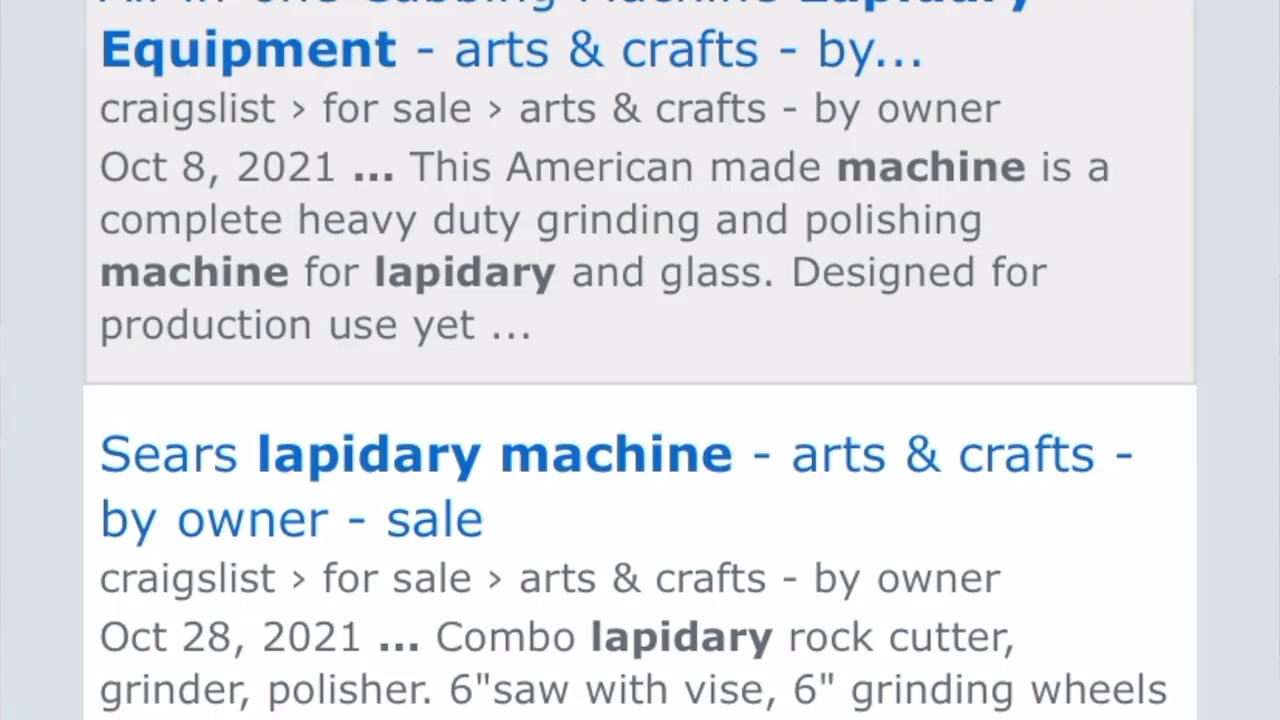 Equipment - arts & crafts - by...
craigslist › for sale › arts & crafts - by owner
Oct 8, 2021 ... This American made machine is a
complete heavy duty grinding and polishing
machine for lapidary and glass. Designed for
production use yet ...
Sears lapidary machine - arts & crafts -
by owner - sale
craigslist › for sale › arts & crafts - by owner
Oct 28, 2021 ... Combo lapidary rock cutter,
grinder, polisher. 6"saw with vise, 6" grinding wheels